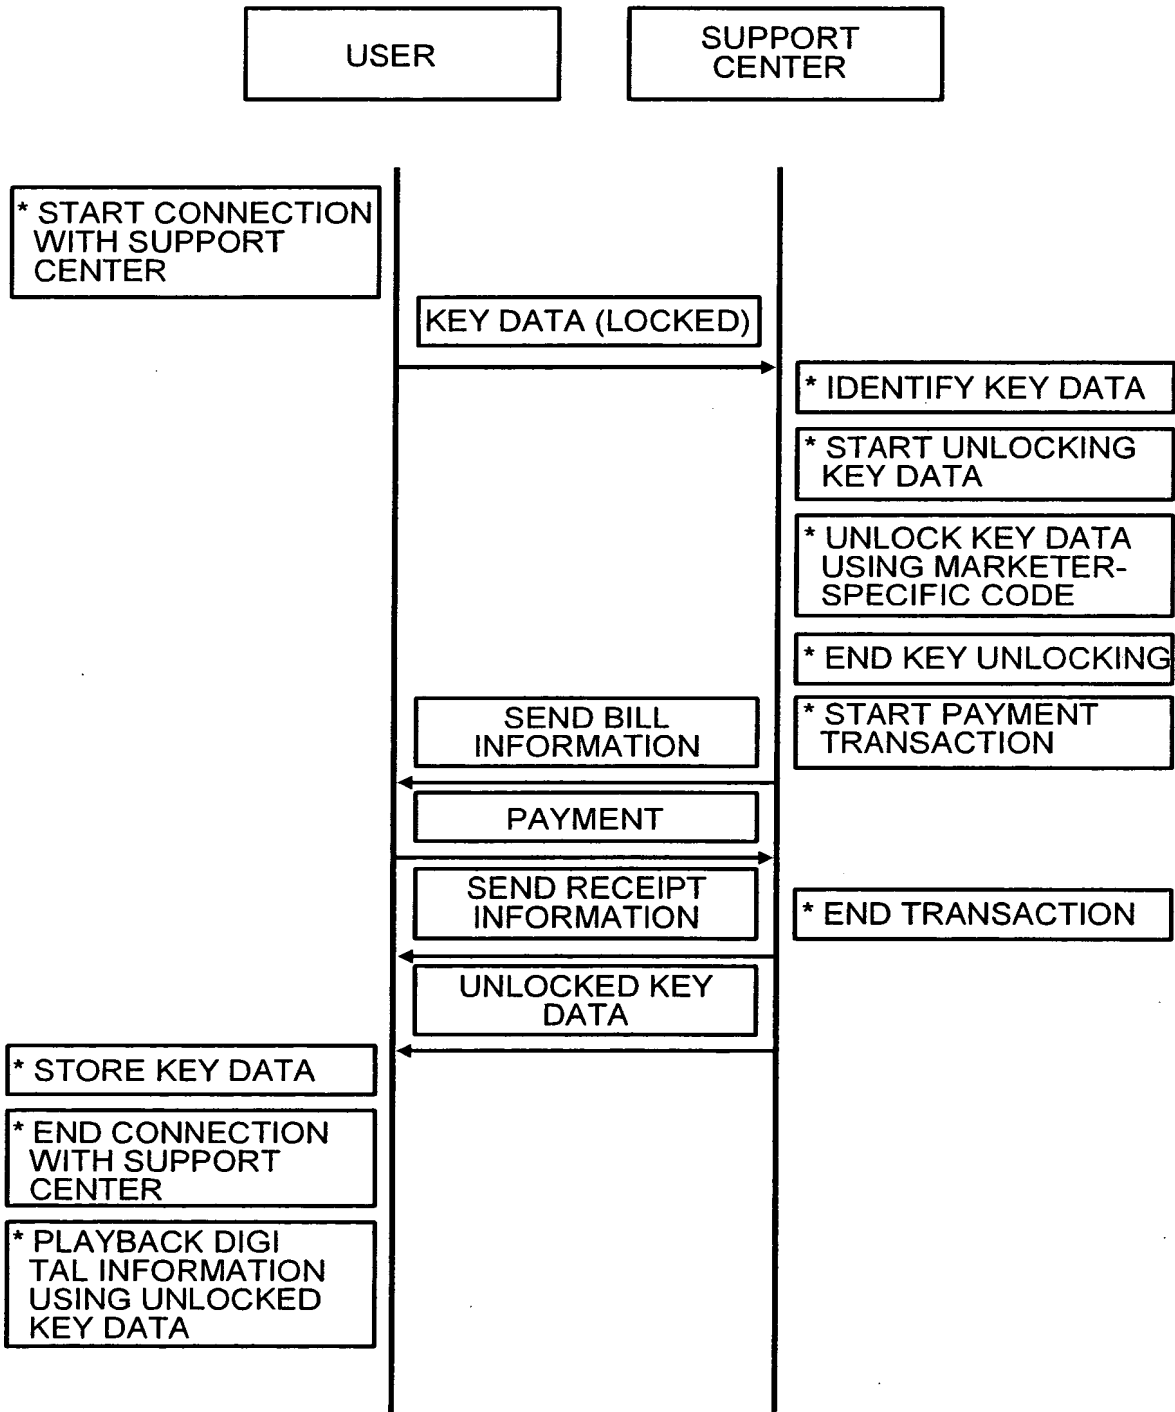 USER
SUPPORT
CENTER
* START CONNECTION
WITH SUPPORT
CENTER
KEY DATA (LOCKED)
* IDENTIFY KEY DATA
* START UNLOCKING
KEY DATA
* UNLOCK KEY DATA
USING MARKETER-
SPECIFIC CODE
* END KEY UNLOCKING
SEND BILL
INFORMATION
* START PAYMENT
TRANSACTION
PAYMENT
SEND RECEIPT
INFORMATION
* END TRANSACTION
UNLOCKED KEY
DATA
* STORE KEY DATA
* END CONNECTION
WITH SUPPORT
CENTER
* PLAYBACK DIGI
TAL INFORMATION
USING UNLOCKED
KEY DATA